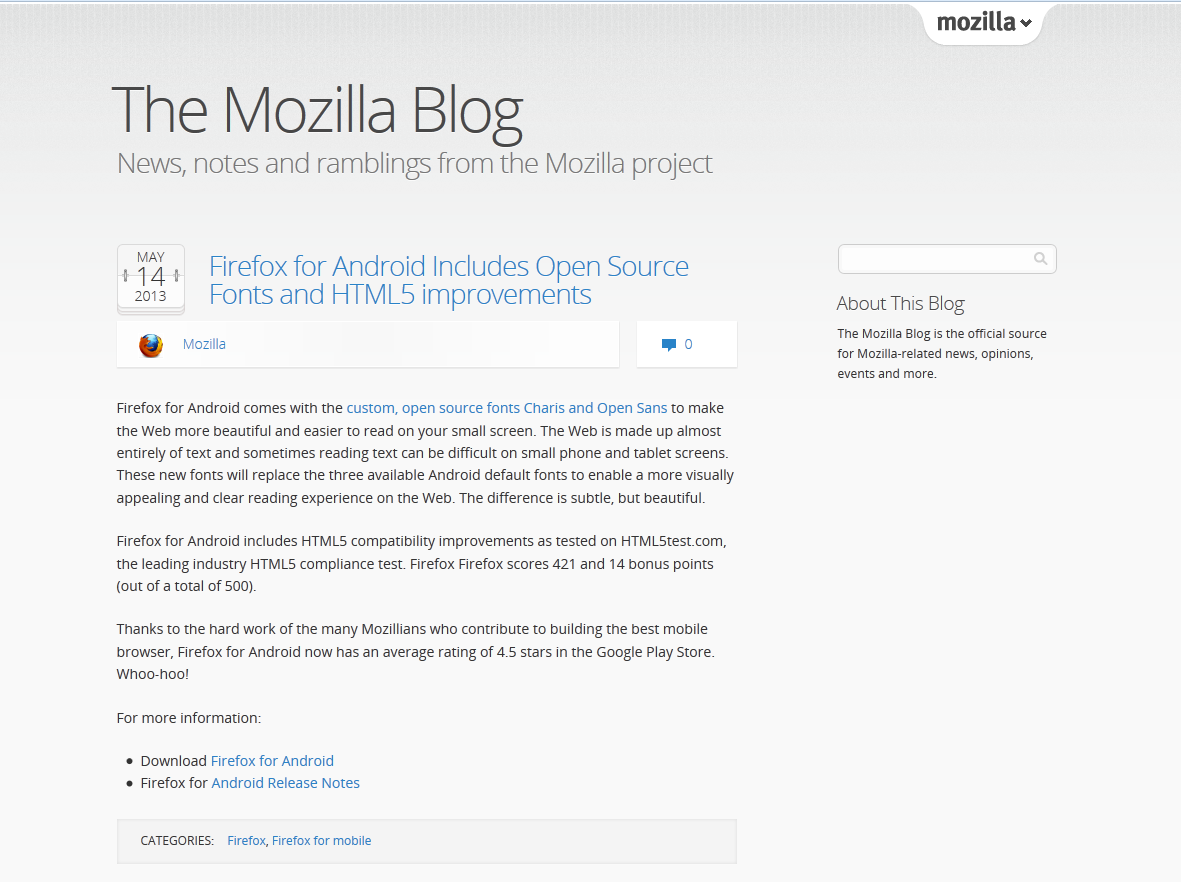 mozilla
The Mozilla Blog
News, notes and ramblings from the Mozilla project
MAY
14
2013
Firefox for Android Includes Open Source
Fonts and HTML5 improvements
Mozilla
0
About This Blog
The Mozilla Blog is the official source
for Mozilla-related news, opinions,
events and more.
Firefox for Android comes with the custom, open source fonts Charis and Open Sans to make
the Web more beautiful and easier to read on your small screen. The Web is made up almost
entirely of text and sometimes reading text can be difficult on small phone and tablet screens.
These new fonts will replace the three available Android default fonts to enable a more visually
appealing and clear reading experience on the Web. The difference is subtle, but beautiful.
Firefox for Android includes HTML5 compatibility improvements as tested on HTML5test.com,
the leading industry HTML5 compliance test. Firefox Firefox scores 421 and 14 bonus points
(out of a total of 500).
Thanks to the hard work of the many Mozillians who contribute to building the best mobile
browser, Firefox for Android now has an average rating of 4.5 stars in the Google Play Store.
Whoo-hoo!
For more information:
• Download Firefox for Android
• Firefox for Android Release Notes
CATEGORIES: Firefox, Firefox for mobile